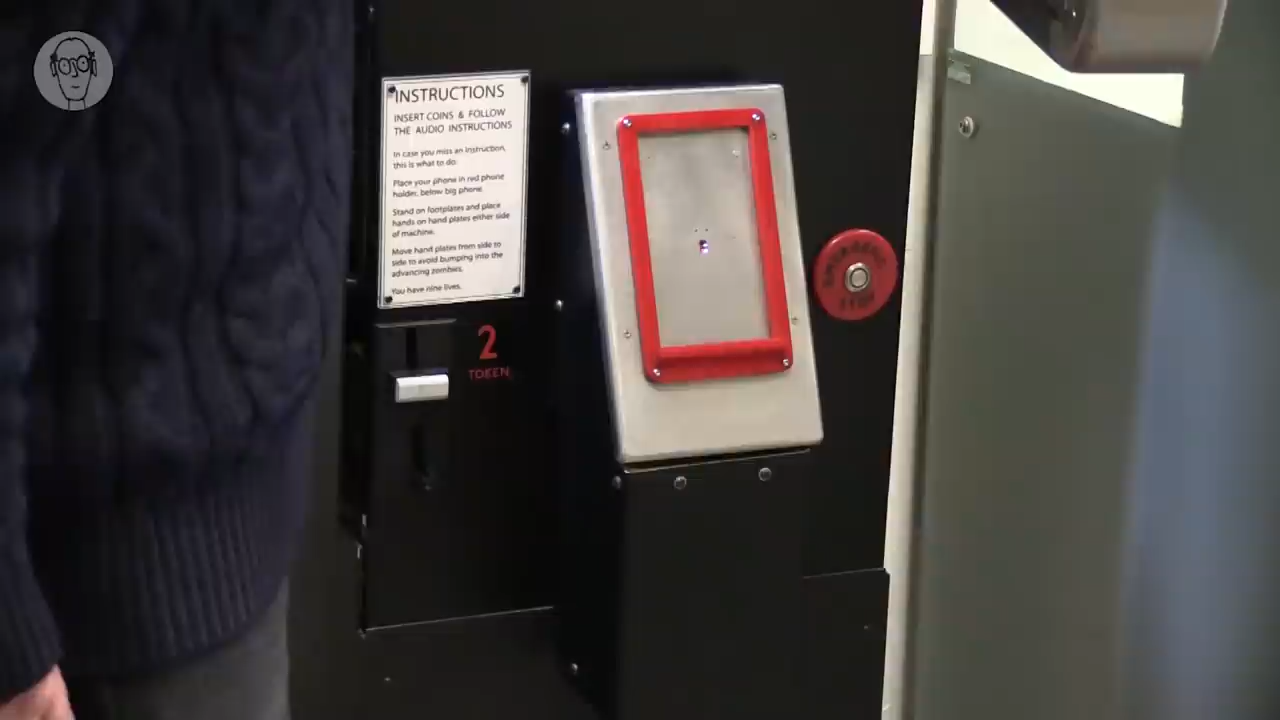 INSTRUCTIONS
INSERT COINS & FOLLOW
THE AUDIO INSTRUCTIONS
In case you miss an instruction,
this is what to do:
Place your phone in red phone
holder, below big phone.
Stand on footplates and place
hands on hand plates either side
of machine.
Move hand plates from side to
side to avoid bumping into the
advancing zombies.
You have nine lives.
2
TOKEN
EMERGENCY
STOP